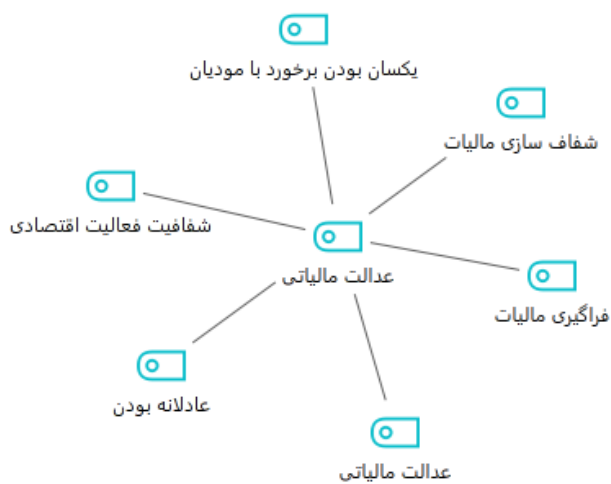 یکسان بودن برخورد با مودیان
شفاف سازی مالیات
شفافیت فعالیت اقتصادی
عدالت مالیاتی
فراگیری مالیات
عادلانه بودن
عدالت مالیاتی